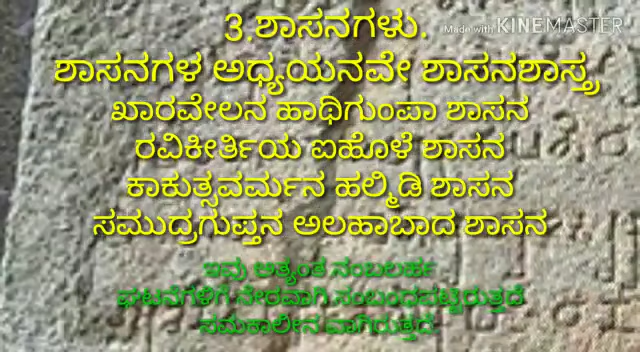 3.ಶಾಸನಗಳು.
Made with KINEMASTER
ಶಾಸನಗಳ ಅಧ್ಯಯನವೇ ಶಾಸನಶಾಸ್ತ್ರ
ಖಾರವೇಲನ ಹಾಥಿಗುಂಪಾ ಶಾಸನ
ರವಿಕೀರ್ತಿಯ ಐಹೊಳೆ ಶಾಸನ
ಕಾಕುತ್ಸವರ್ಮನ ಹಲ್ಮಿಡಿ ಶಾಸನ
ಸಮುದ್ರಗುಪ್ತನ ಅಲಹಾಬಾದ ಶಾಸನ
ಇವು ಅತ್ಯಂತ ನಂಬಲರ್ಹ
ಘಟನೆಗಳಿಗೆ ನೇರವಾಗಿ ಸಂಬಂದಪಟ್ಟಿರುತ್ತದೆ
ಸಮಕಾಲೀನ ವಾಗಿರುತ್ತದೆ.